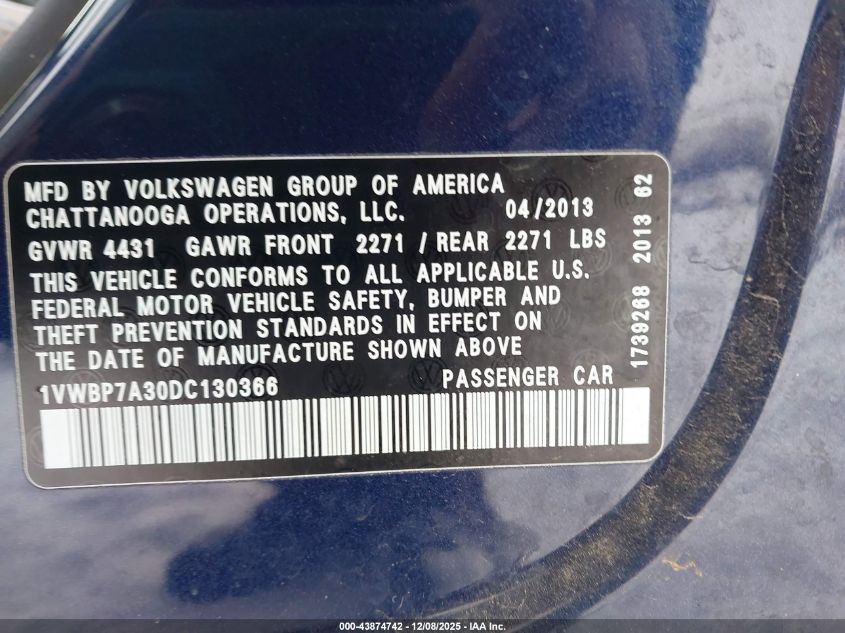 MFD BY VOLKSWAGEN GROUP OF AMERICA
CHATTANOOGA OPERATIONS, LLC. 04/2013
GVWR 4431 GAWR FRONT 2271 / REAR 2271 LBS
THIS VEHICLE CONFORMS TO ALL APPLICABLE U.S.
FEDERAL MOTOR VEHICLE SAFETY, BUMPER AND
THEFT PREVENTION STANDARDS IN EFFECT ON
THE DATE OF MANUFACTURE SHOWN ABOVE
1VWBP7A30DC130366 PASSENGER CAR
1739268 2013 62
000-43874742 - 12/08/2025 - IAA Inc.